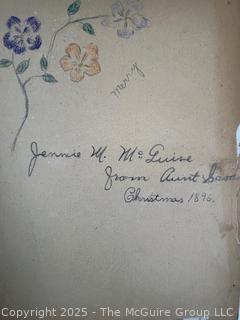 Merry
Jennie M. McGuire
from Aunt
Christmas 1896.
Copyright 2025 - The McGuire Group LLC